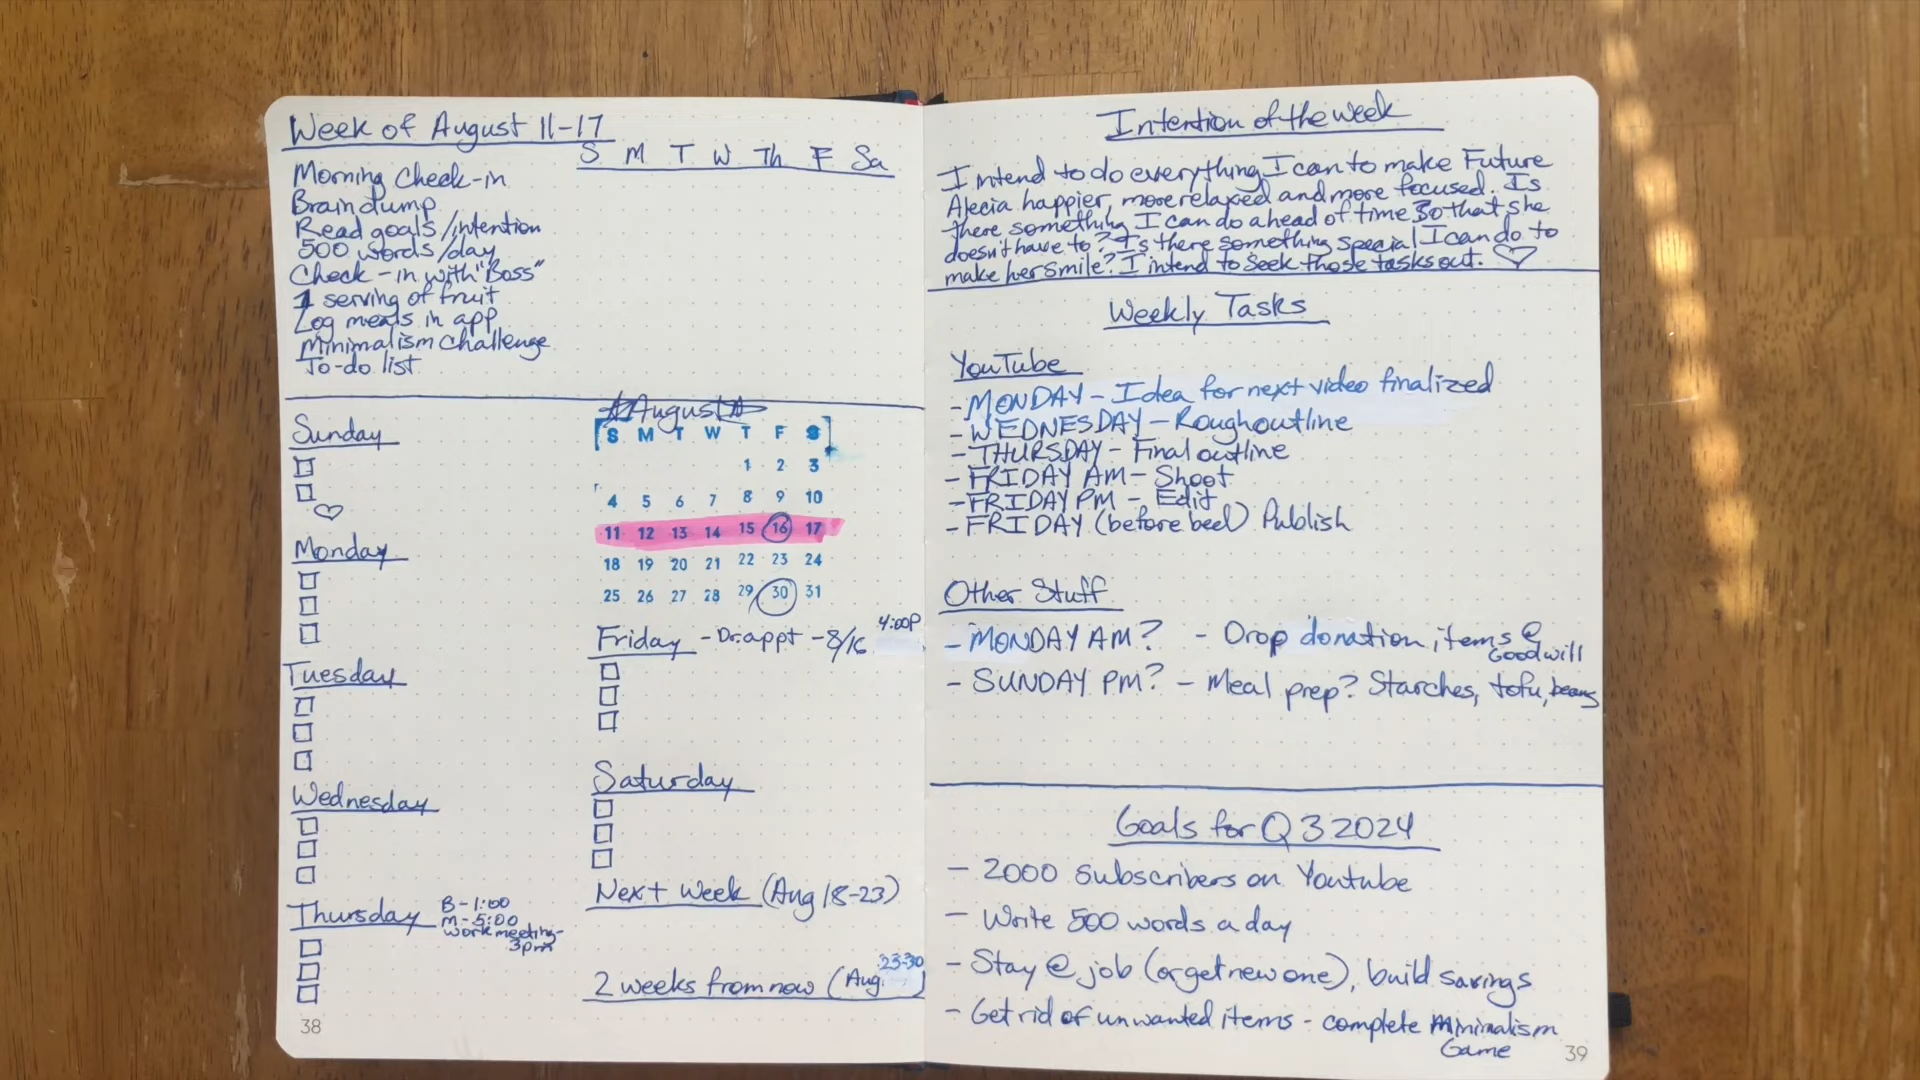 Week of August 11-17
S M T W Th F Sa
Morning Check-in
Braindump
Read goals/intention
500 words/day
Check-in with "Boss"
1 serving of fruit
Log meals in app
Minimalism Challenge
To-do list
Sunday
Monday
Tuesday
Wednesday
Thursday
B-1:00
M-5:00
work meeting-
3pm
38
August
S M T W T F S
1 2 3
4 5 6 7 8 9 10
11 12 13 14 15 16 17
18 19 20 21 22 23 24
25 26 27 28 29 30 31
Friday - Dr. appt - 8/16 4:00P
Saturday
Next Week (Aug 18-23)
2 weeks from now (Aug. 23-30)
Intention of the week
I intend to do everything I can to make Future
Alecia happier, more relaxed and more focused. Is
there something I can do ahead of time so that she
doesn't have to? Is there something special I can do to
make her smile? I intend to seek those tasks out.
Weekly Tasks
YouTube
- MONDAY - Idea for next video finalized
- WEDNESDAY - Rough outline
- THURSDAY - Final outline
- FRIDAY AM - Shoot
- FRIDAY PM - Edit
- FRIDAY (before bed) Publish
Other Stuff
- MONDAY AM? - Drop donation items @
Goodwill
- SUNDAY PM? - Meal prep? Starches, tofu, beans
Goals for Q3 2024
- 2000 subscribers on Youtube
- Write 500 words a day
- Stay @ job (or get new one), build savings
- Get rid of unwanted items - complete Minimalism
Game
39